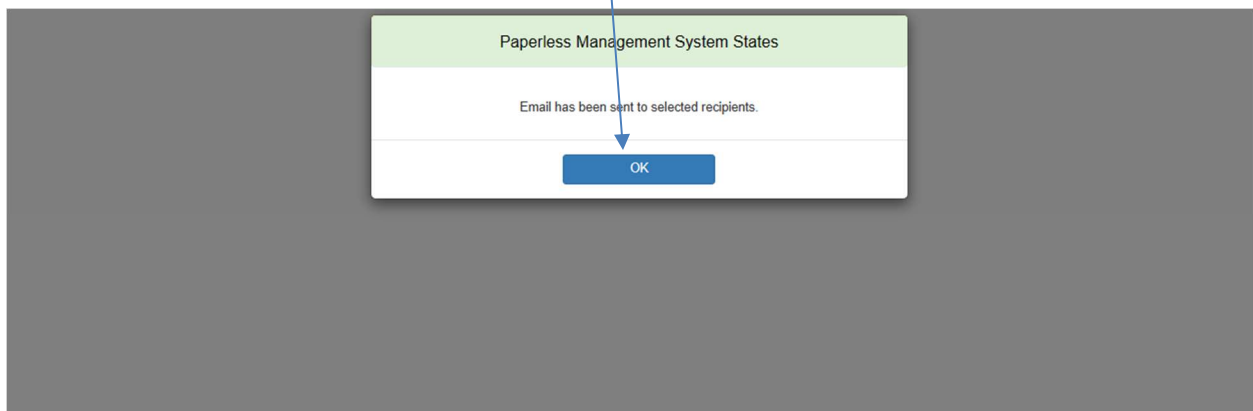 Paperless Management System States
Email has been sent to selected recipients.
OK